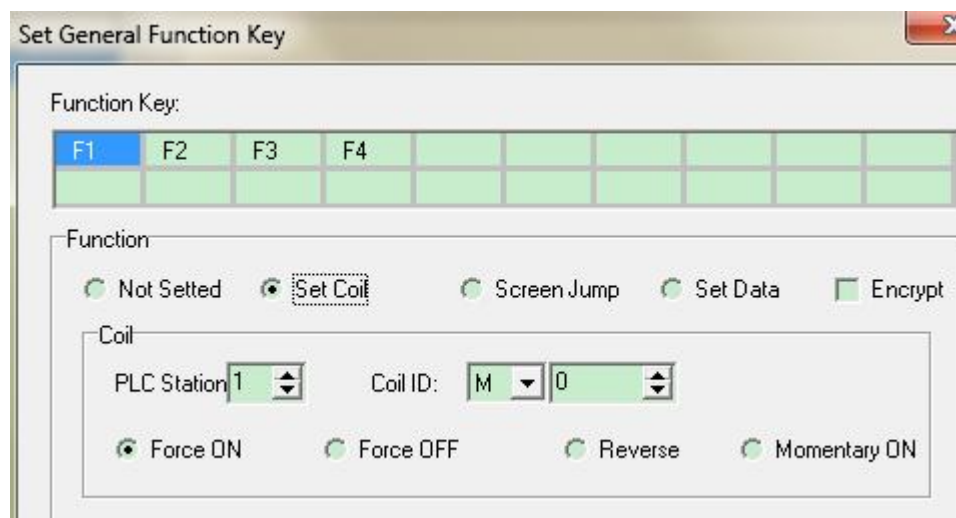 Set General Function Key
Function Key:
F1 F2 F3 F4
Function
Not Setted Set Coil Screen Jump Set Data Encrypt
Coil
PLC Station 1 Coil ID: M 0
Force ON Force OFF Reverse Momentary ON